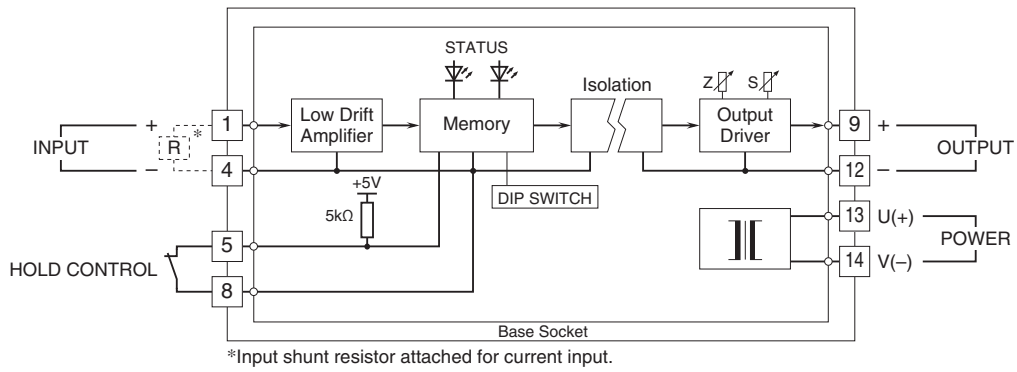 STATUS
Z S
Isolation
Low Drift
Amplifier
Memory
Output
Driver
INPUT
+
–
R
*
1
4
9 +
12 –
OUTPUT
+5V
5kΩ
DIP SWITCH
13 U(+)
14 V(–)
POWER
HOLD CONTROL
5
8
Base Socket
*Input shunt resistor attached for current input.